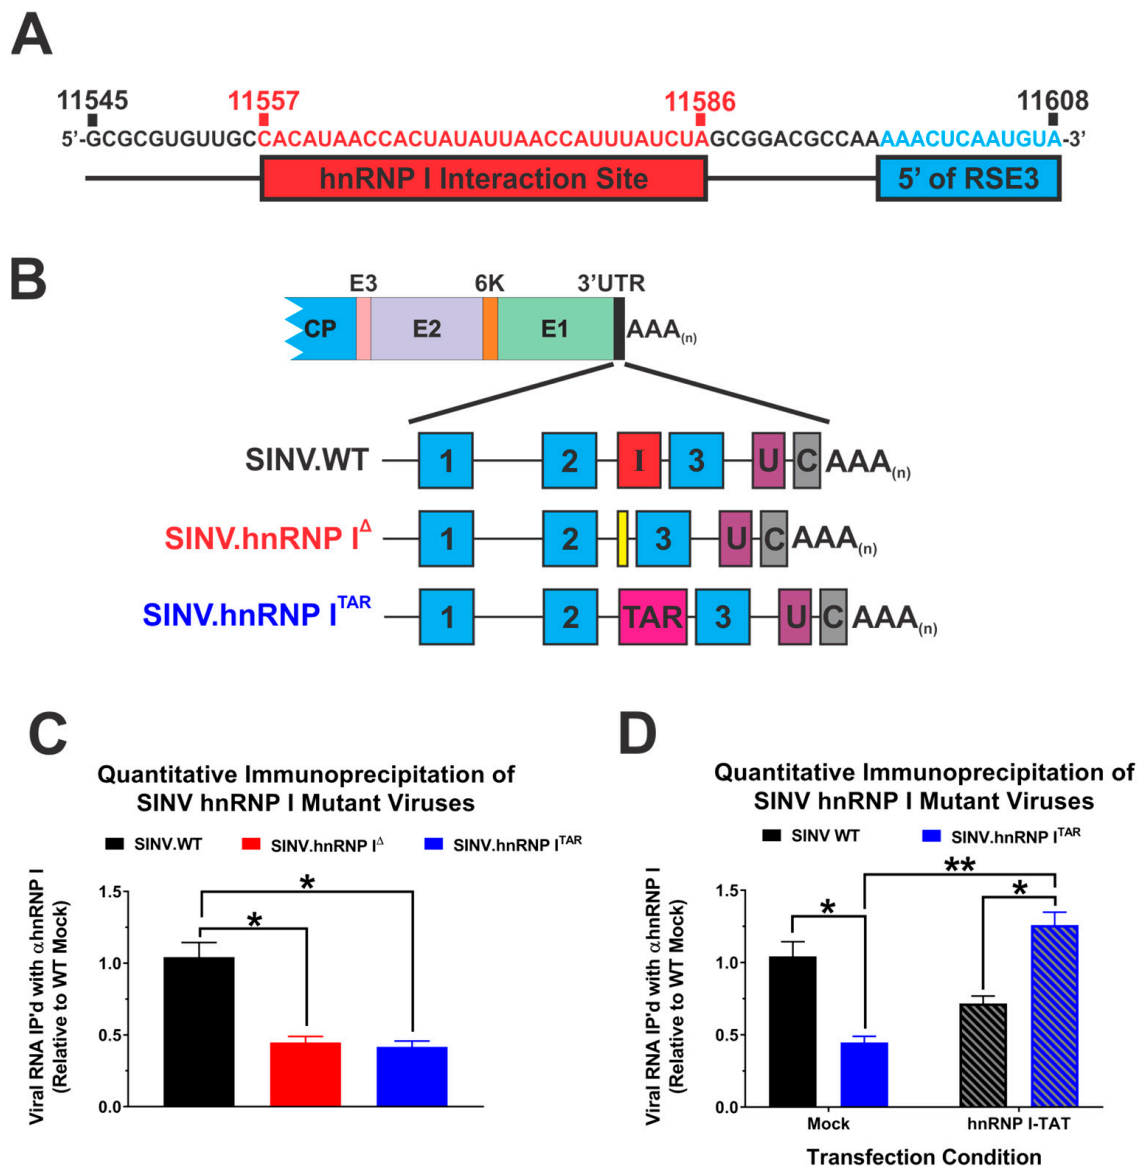 A
11545
11557
11586
11608
5'-GCGCGUGUUGCCACAUAACCACUAUAUUAACCAUUUAUCUAGCGGACGCCAAAAACUCAAUGUA-3'
hnRNP I Interaction Site
5' of RSE3
B
E3
6K
3'UTR
CP
E2
E1
AAA(n)
SINV.WT
1
2
I
3
U
C
AAA(n)
SINV.hnRNP IΔ
1
2
3
U
C
AAA(n)
SINV.hnRNP ITAR
1
2
TAR
3
U
C
AAA(n)
C
Quantitative Immunoprecipitation of
SINV hnRNP I Mutant Viruses
SINV.WT
SINV.hnRNP IΔ
SINV.hnRNP ITAR
Viral RNA IP'd with αhnRNP I
(Relative to WT Mock)
1.5
1.0
0.5
0.0
*
*
D
Quantitative Immunoprecipitation of
SINV hnRNP I Mutant Viruses
SINV WT
SINV.hnRNP ITAR
Viral RNA IP'd with αhnRNP I
(Relative to WT Mock)
1.5
1.0
0.5
0.0
**
*
*
Mock
hnRNP I-TAT
Transfection Condition